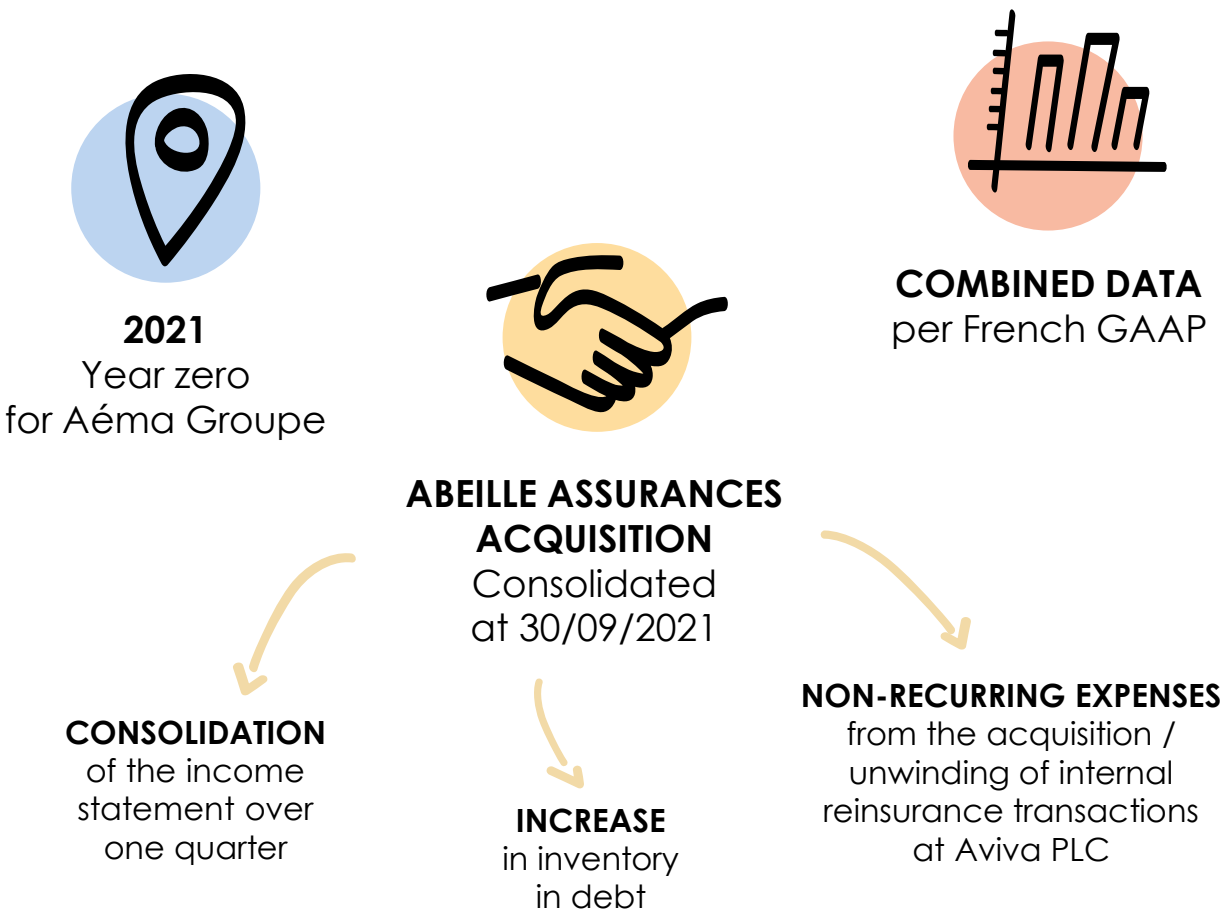 2021
Year zero
for Aéma Groupe
COMBINED DATA
per French GAAP
ABEILLE ASSURANCES
ACQUISITION
Consolidated
at 30/09/2021
CONSOLIDATION
of the income
statement over
one quarter
INCREASE
in inventory
in debt
NON-RECURRING EXPENSES
from the acquisition /
unwinding of internal
reinsurance transactions
at Aviva PLC